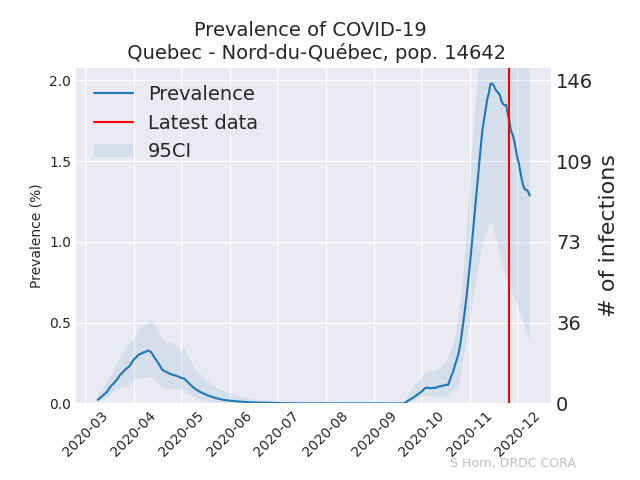 Prevalence of COVID-19
Quebec - Nord-du-Québec, pop. 14642
Prevalence
Latest data
95CI
2.0
1.5
1.0
0.5
0.0
Prevalence (%)
146
109
73
36
0
# of infections
2020-03
2020-04
2020-05
2020-06
2020-07
2020-08
2020-09
2020-10
2020-11
2020-12
S Horn, DRDC CORA